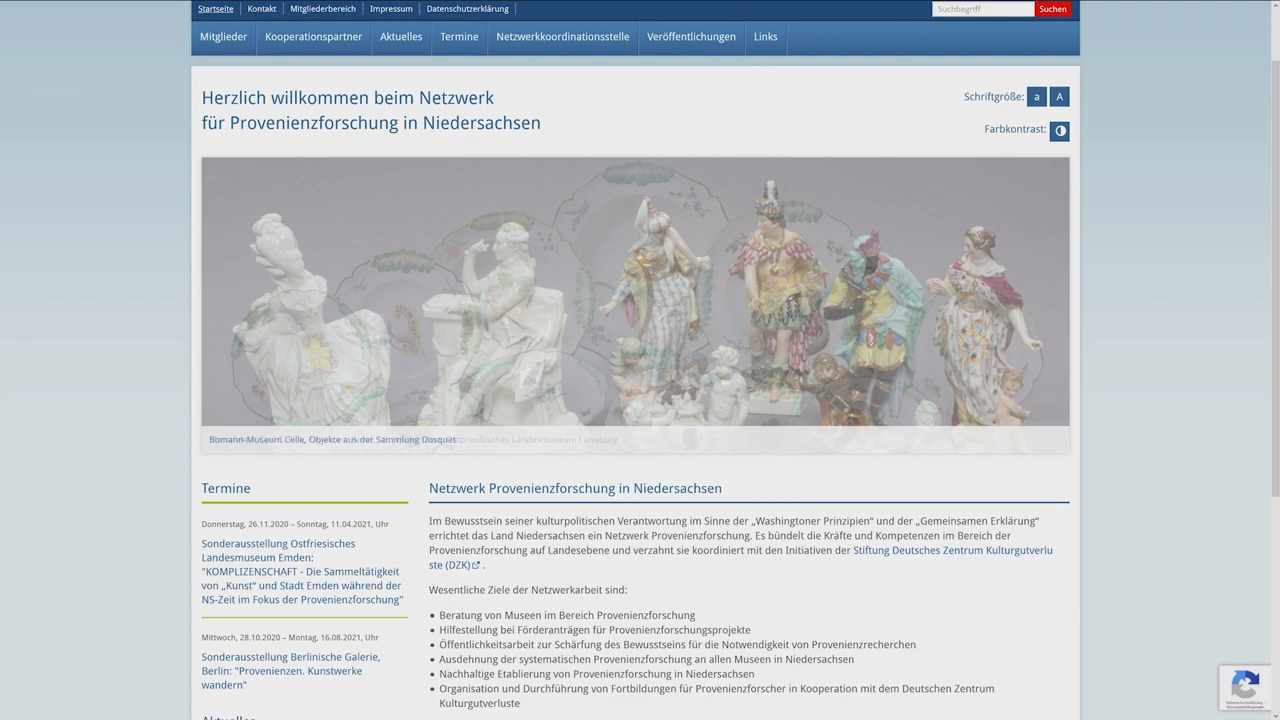 Startseite Kontakt Mitgliederbereich Impressum Datenschutzerklärung Suchbegriff Suchen
Mitglieder Kooperationspartner Aktuelles Termine Netzwerkkoordinationsstelle Veröffentlichungen Links
Herzlich willkommen beim Netzwerk
für Provenienzforschung in Niedersachsen
Schriftgröße: a A
Farbkontrast:
Bomann-Museum Celle, Objekte aus der Sammlung Dosquet
Ostpreußisches Landesmuseum Lüneburg
Termine
Donnerstag, 26.11.2020 – Sonntag, 11.04.2021, Uhr
Sonderausstellung Ostfriesisches
Landesmuseum Emden:
"KOMPLIZENSCHAFT - Die Sammeltätigkeit
von „Kunst“ und Stadt Emden während der
NS-Zeit im Fokus der Provenienzforschung"
Mittwoch, 28.10.2020 – Montag, 16.08.2021, Uhr
Sonderausstellung Berlinische Galerie,
Berlin: "Provenienzen. Kunstwerke
wandern"
Netzwerk Provenienzforschung in Niedersachsen
Im Bewusstsein seiner kulturpolitischen Verantwortung im Sinne der „Washingtoner Prinzipien“ und der „Gemeinsamen Erklärung“
errichtet das Land Niedersachsen ein Netzwerk Provenienzforschung. Es bündelt die Kräfte und Kompetenzen im Bereich der
Provenienzforschung auf Landesebene und verzahnt sie koordiniert mit den Initiativen der Stiftung Deutsches Zentrum Kulturgutverlu
ste (DZK) .
Wesentliche Ziele der Netzwerkarbeit sind:
• Beratung von Museen im Bereich Provenienzforschung
• Hilfestellung bei Förderanträgen für Provenienzforschungsprojekte
• Öffentlichkeitsarbeit zur Schärfung des Bewusstseins für die Notwendigkeit von Provenienzrecherchen
• Ausdehnung der systematischen Provenienzforschung an allen Museen in Niedersachsen
• Nachhaltige Etablierung von Provenienzforschung in Niedersachsen
• Organisation und Durchführung von Fortbildungen für Provenienzforscher in Kooperation mit dem Deutschen Zentrum
Kulturgutverluste